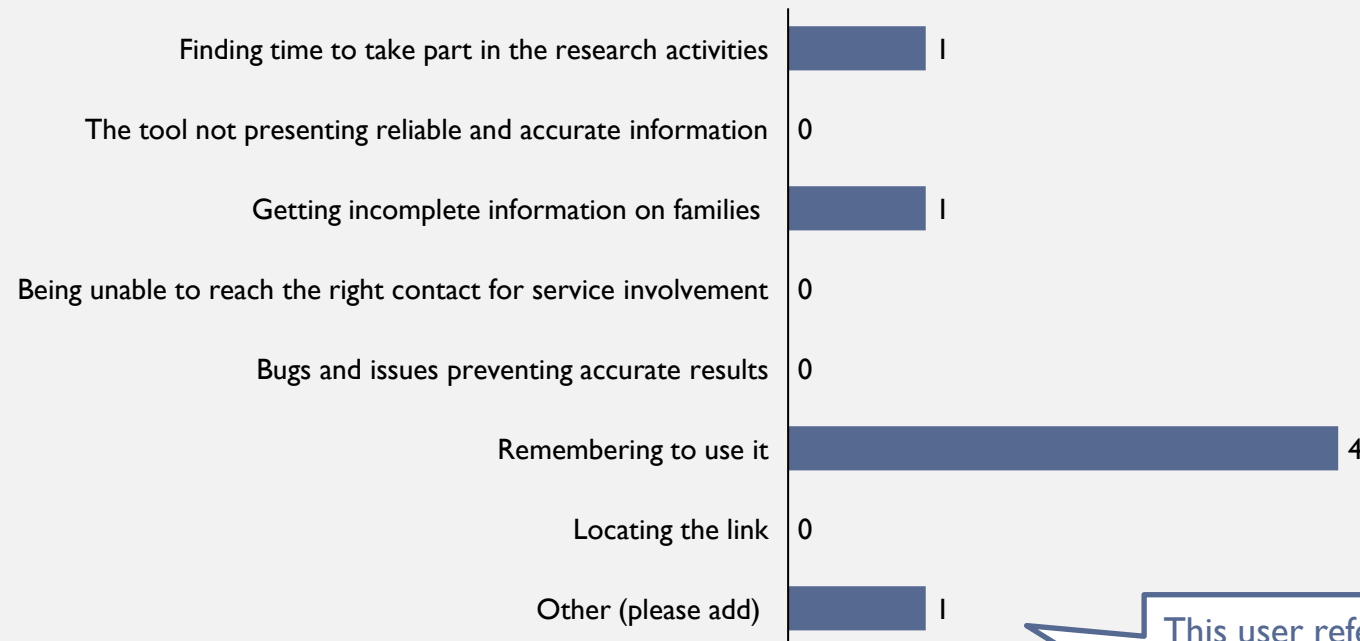 Finding time to take part in the research activities 1
The tool not presenting reliable and accurate information 0
Getting incomplete information on families 1
Being unable to reach the right contact for service involvement 0
Bugs and issues preventing accurate results 0
Remembering to use it 4
Locating the link 0
Other (please add) 1
This user